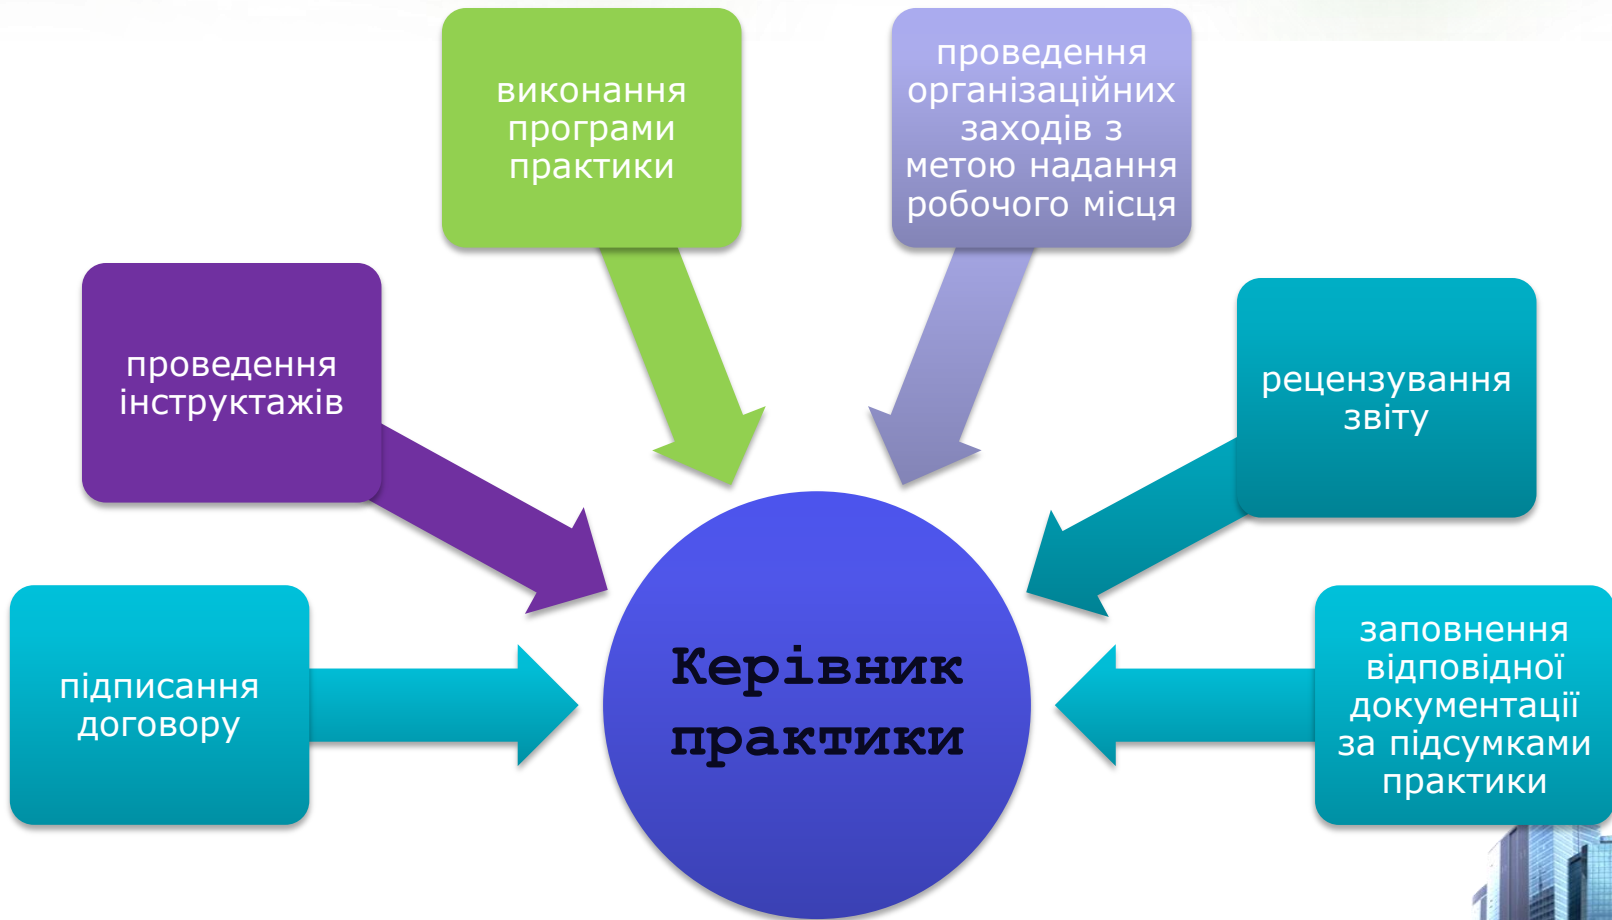 виконання
програми
практики
проведення
організаційних
заходів з
метою надання
робочого місця
проведення
інструктажів
рецензування
звіту
підписання
договору
Керівник
практики
заповнення
відповідної
документації
за підсумками
практики